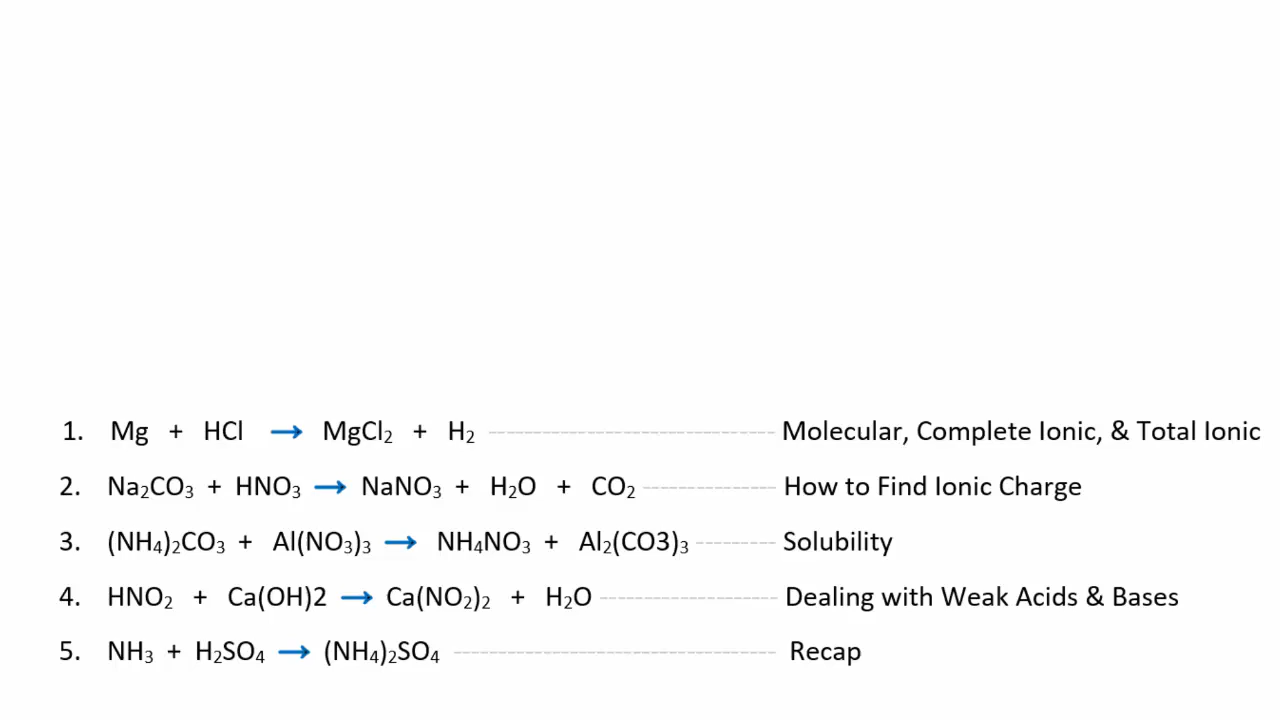 1. Mg + HCl → MgCl₂ + H₂ ---------- Molecular, Complete Ionic, & Total Ionic
2. Na₂CO₃ + HNO₃ → NaNO₃ + H₂O + CO₂ ---------- How to Find Ionic Charge
3. (NH₄)₂CO₃ + Al(NO₃)₃ → NH₄NO₃ + Al₂(CO3)₃ ---------- Solubility
4. HNO₂ + Ca(OH)2 → Ca(NO₂)₂ + H₂O ---------- Dealing with Weak Acids & Bases
5. NH₃ + H₂SO₄ → (NH₄)₂SO₄ ---------- Recap